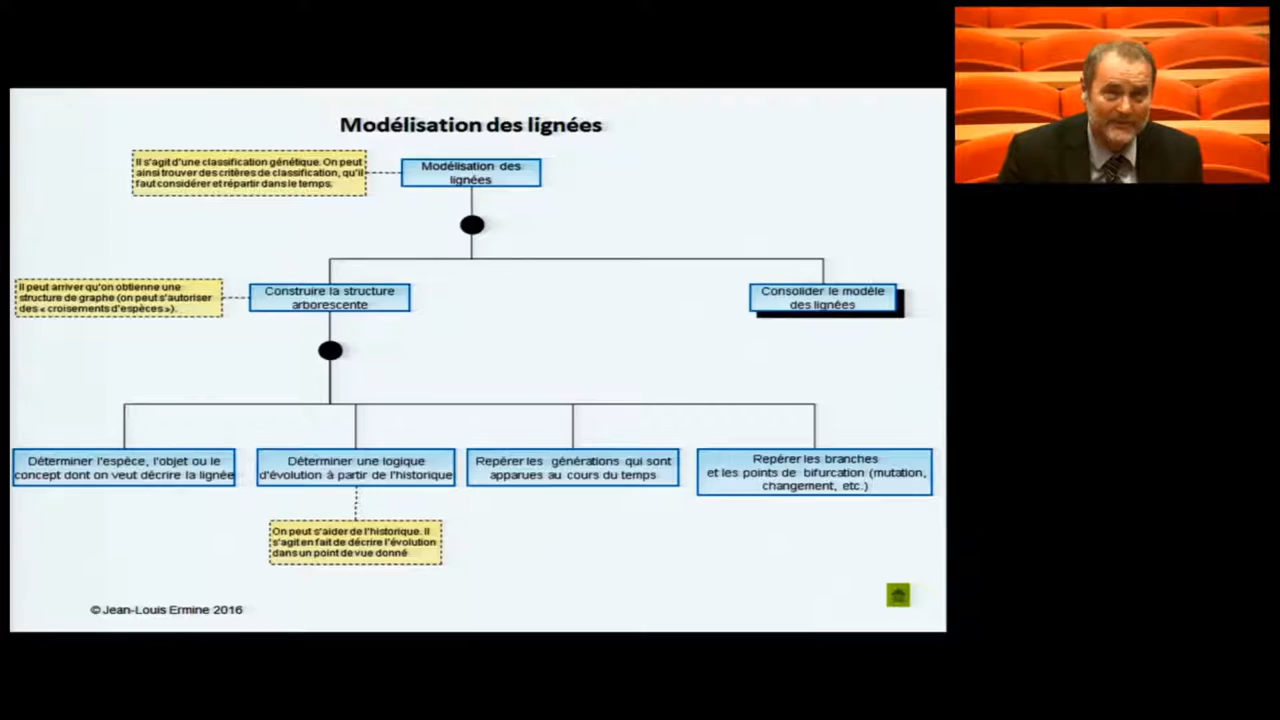 Modélisation des lignées
Il s'agit d'une classification génétique. On peut
ainsi trouver des critères de classification, qu'il
faut considérer et répartir dans le temps.
Modélisation des
lignées
Il peut arriver qu'on obtienne une
structure de graphe (on peut s'autoriser
des « croisements d'espèces »).
Construire la structure
arborescente
Consolider le modèle
des lignées
Déterminer l'espèce, l'objet ou le
concept dont on veut décrire la lignée
Déterminer une logique
d'évolution à partir de l'historique
Repérer les générations qui sont
apparues au cours du temps
Repérer les branches
et les points de bifurcation (mutation,
changement, etc.)
On peut s'aider de l'historique. Il
s'agit en fait de décrire l'évolution
dans un point de vue donné
© Jean-Louis Ermine 2016